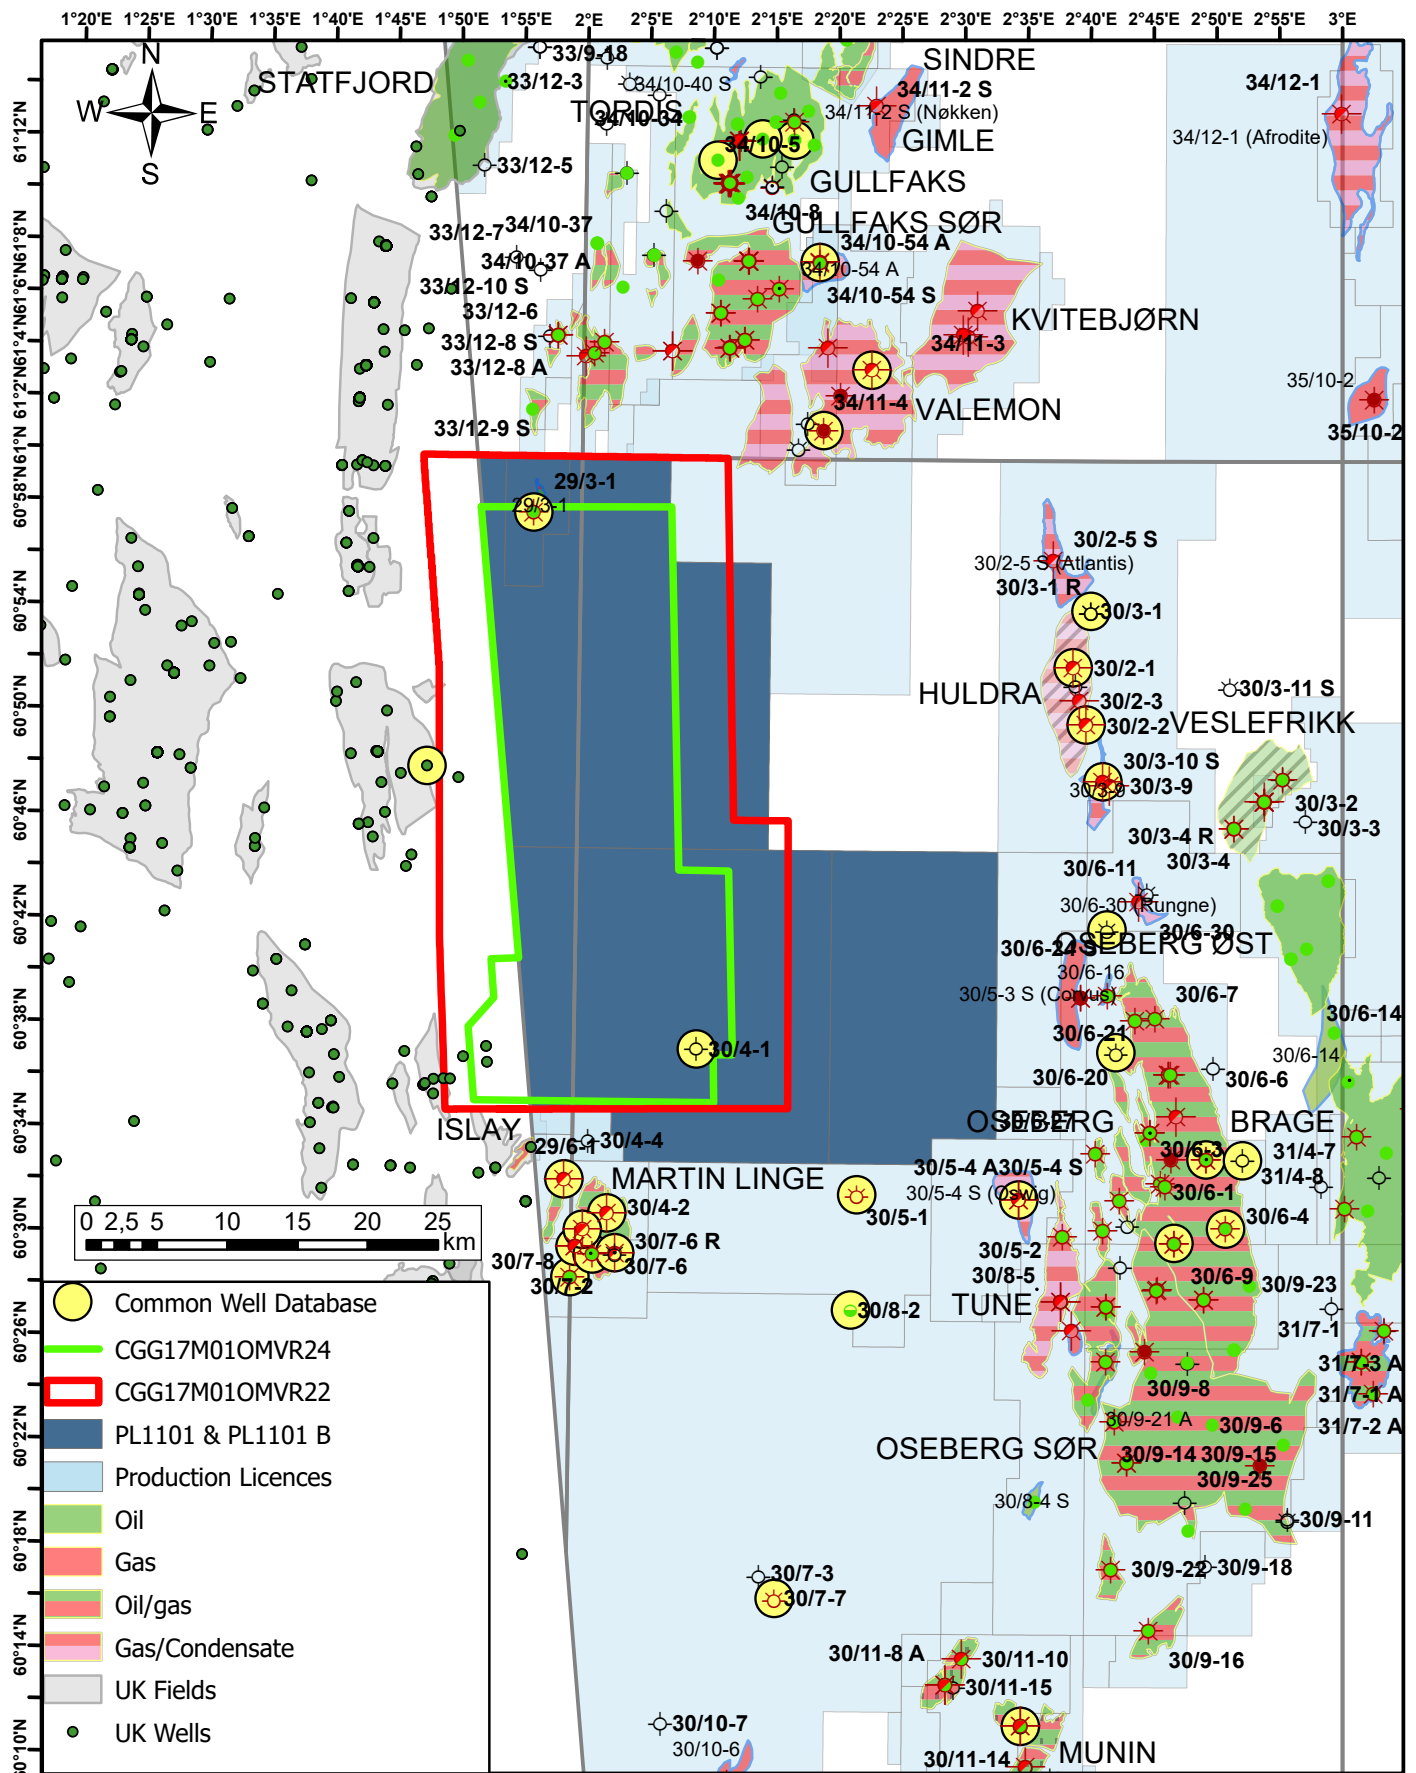 1°20'E 1°25'E 1°30'E 1°35'E 1°40'E 1°45'E 1°50'E 1°55'E 2°E 2°5'E 2°10'E 2°15'E 2°20'E 2°25'E 2°30'E 2°35'E 2°40'E 2°45'E 2°50'E 2°55'E 3°E
N
W E
S
STATFJORD
33/9-18
33/12-3
34/10-40 S
SINDRE
34/11-2 S
34/11-2 S (Nøkken)
34/12-1
34/12-1 (Afrodite)
TORDIS
34/10-34
34/10-5
GIMLE
33/12-5
GULLFAKS
34/10-8
GULLFAKS SØR
33/12-7
34/10-37
34/10-54 A
34/10-37 A
34/10-54 A
33/12-10 S
34/10-54 S
33/12-6
KVITEBJØRN
33/12-8 S
34/11-3
33/12-8 A
35/10-2
34/11-4
VALEMON
33/12-9 S
35/10-2
29/3-1
29/3-1
30/2-5 S
30/2-5 S (Atlantis)
30/3-1 R
30/3-1
30/2-1
HULDRA
30/2-3
30/3-11 S
30/2-2
VESLEFRIKK
30/3-10 S
30/3-9
30/3-9
30/3-2
30/3-4 R
30/3-3
30/3-4
30/6-11
30/6-30 (Rungne)
30/6-30
OSEBERG ØST
30/6-24 S
30/6-16
30/5-3 S (Corvus)
30/6-7
30/6-14
30/6-21
30/4-1
30/6-14
30/6-20
30/6-6
ISLAY
OSEBERG
30/6-27
BRAGE
29/6-1
30/4-4
30/6-3
31/4-7
MARTIN LINGE
30/5-4 A
30/5-4 S
31/4-8
30/5-4 S (Oswig)
30/6-1
30/4-2
30/5-1
30/6-4
30/7-6 R
30/5-2
30/7-8
30/7-6
30/8-5
30/7-2
30/6-9
30/9-23
TUNE
30/8-2
31/7-1
31/7-3 A
30/9-8
31/7-1 A
30/9-21 A
30/9-6
31/7-2 A
OSEBERG SØR
30/9-14
30/9-15
30/9-25
30/8-4 S
30/9-11
30/7-3
30/9-22
30/9-18
30/7-7
30/11-8 A
30/11-10
30/9-16
30/11-15
30/10-7
30/10-6
30/11-14
MUNIN
61°12'N
61°8'N
61°6'N
61°4'N
61°2'N
61°N
60°58'N
60°54'N
60°50'N
60°46'N
60°42'N
60°38'N
60°34'N
60°30'N
60°26'N
60°22'N
60°18'N
60°14'N
60°10'N
0 2,5 5 10 15 20 25
km
Common Well Database
CGG17M01OMVR24
CGG17M01OMVR22
PL1101 & PL1101 B
Production Licences
Oil
Gas
Oil/gas
Gas/Condensate
UK Fields
UK Wells